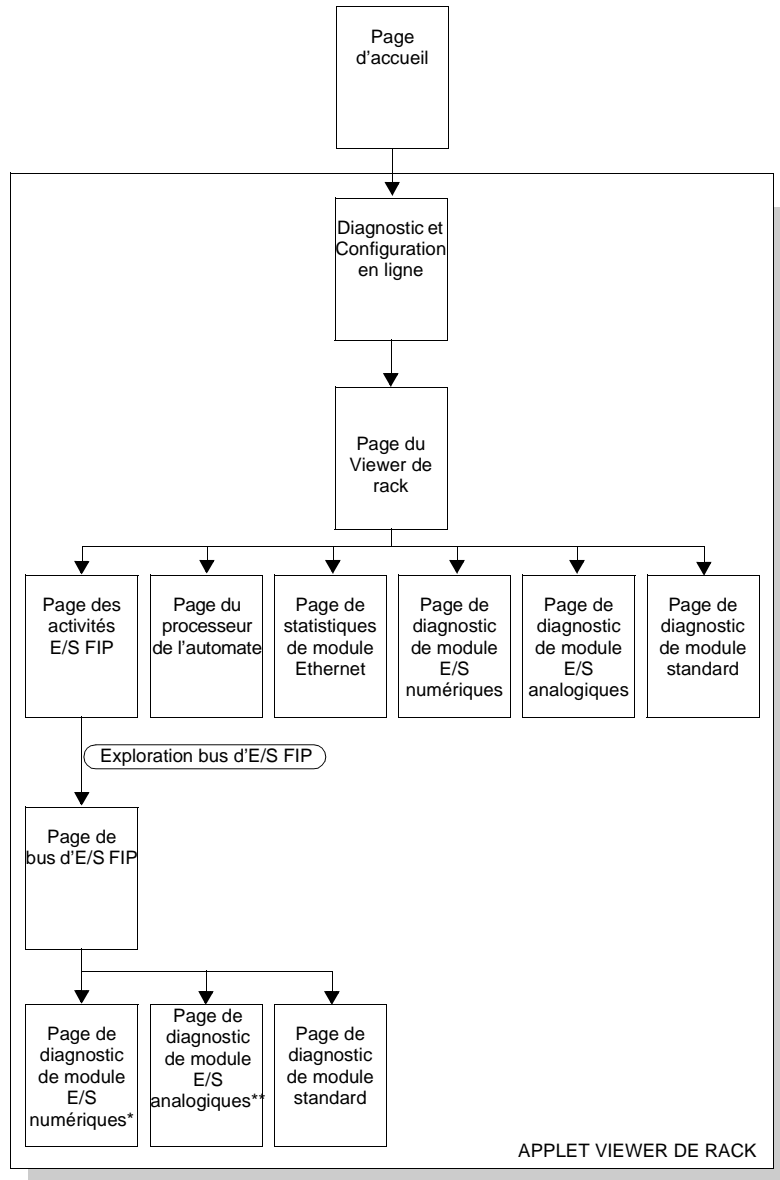 Page
d'accueil
Diagnostic et
Configuration
en ligne
Page du
Viewer de
rack
Page des
activités
E/S FIP
Page du
processeur
de l'automate
Page de
statistiques
de module
Ethernet
Page de
diagnostic
de module
E/S
numériques
Page de
diagnostic
de module
E/S
analogiques
Page de
diagnostic
de module
standard
Exploration bus d'E/S FIP
Page de
bus d'E/S FIP
Page de
diagnostic
de module
E/S
numériques*
Page de
diagnostic
de module
E/S
analogiques**
Page de
diagnostic
de module
standard
APPLET VIEWER DE RACK